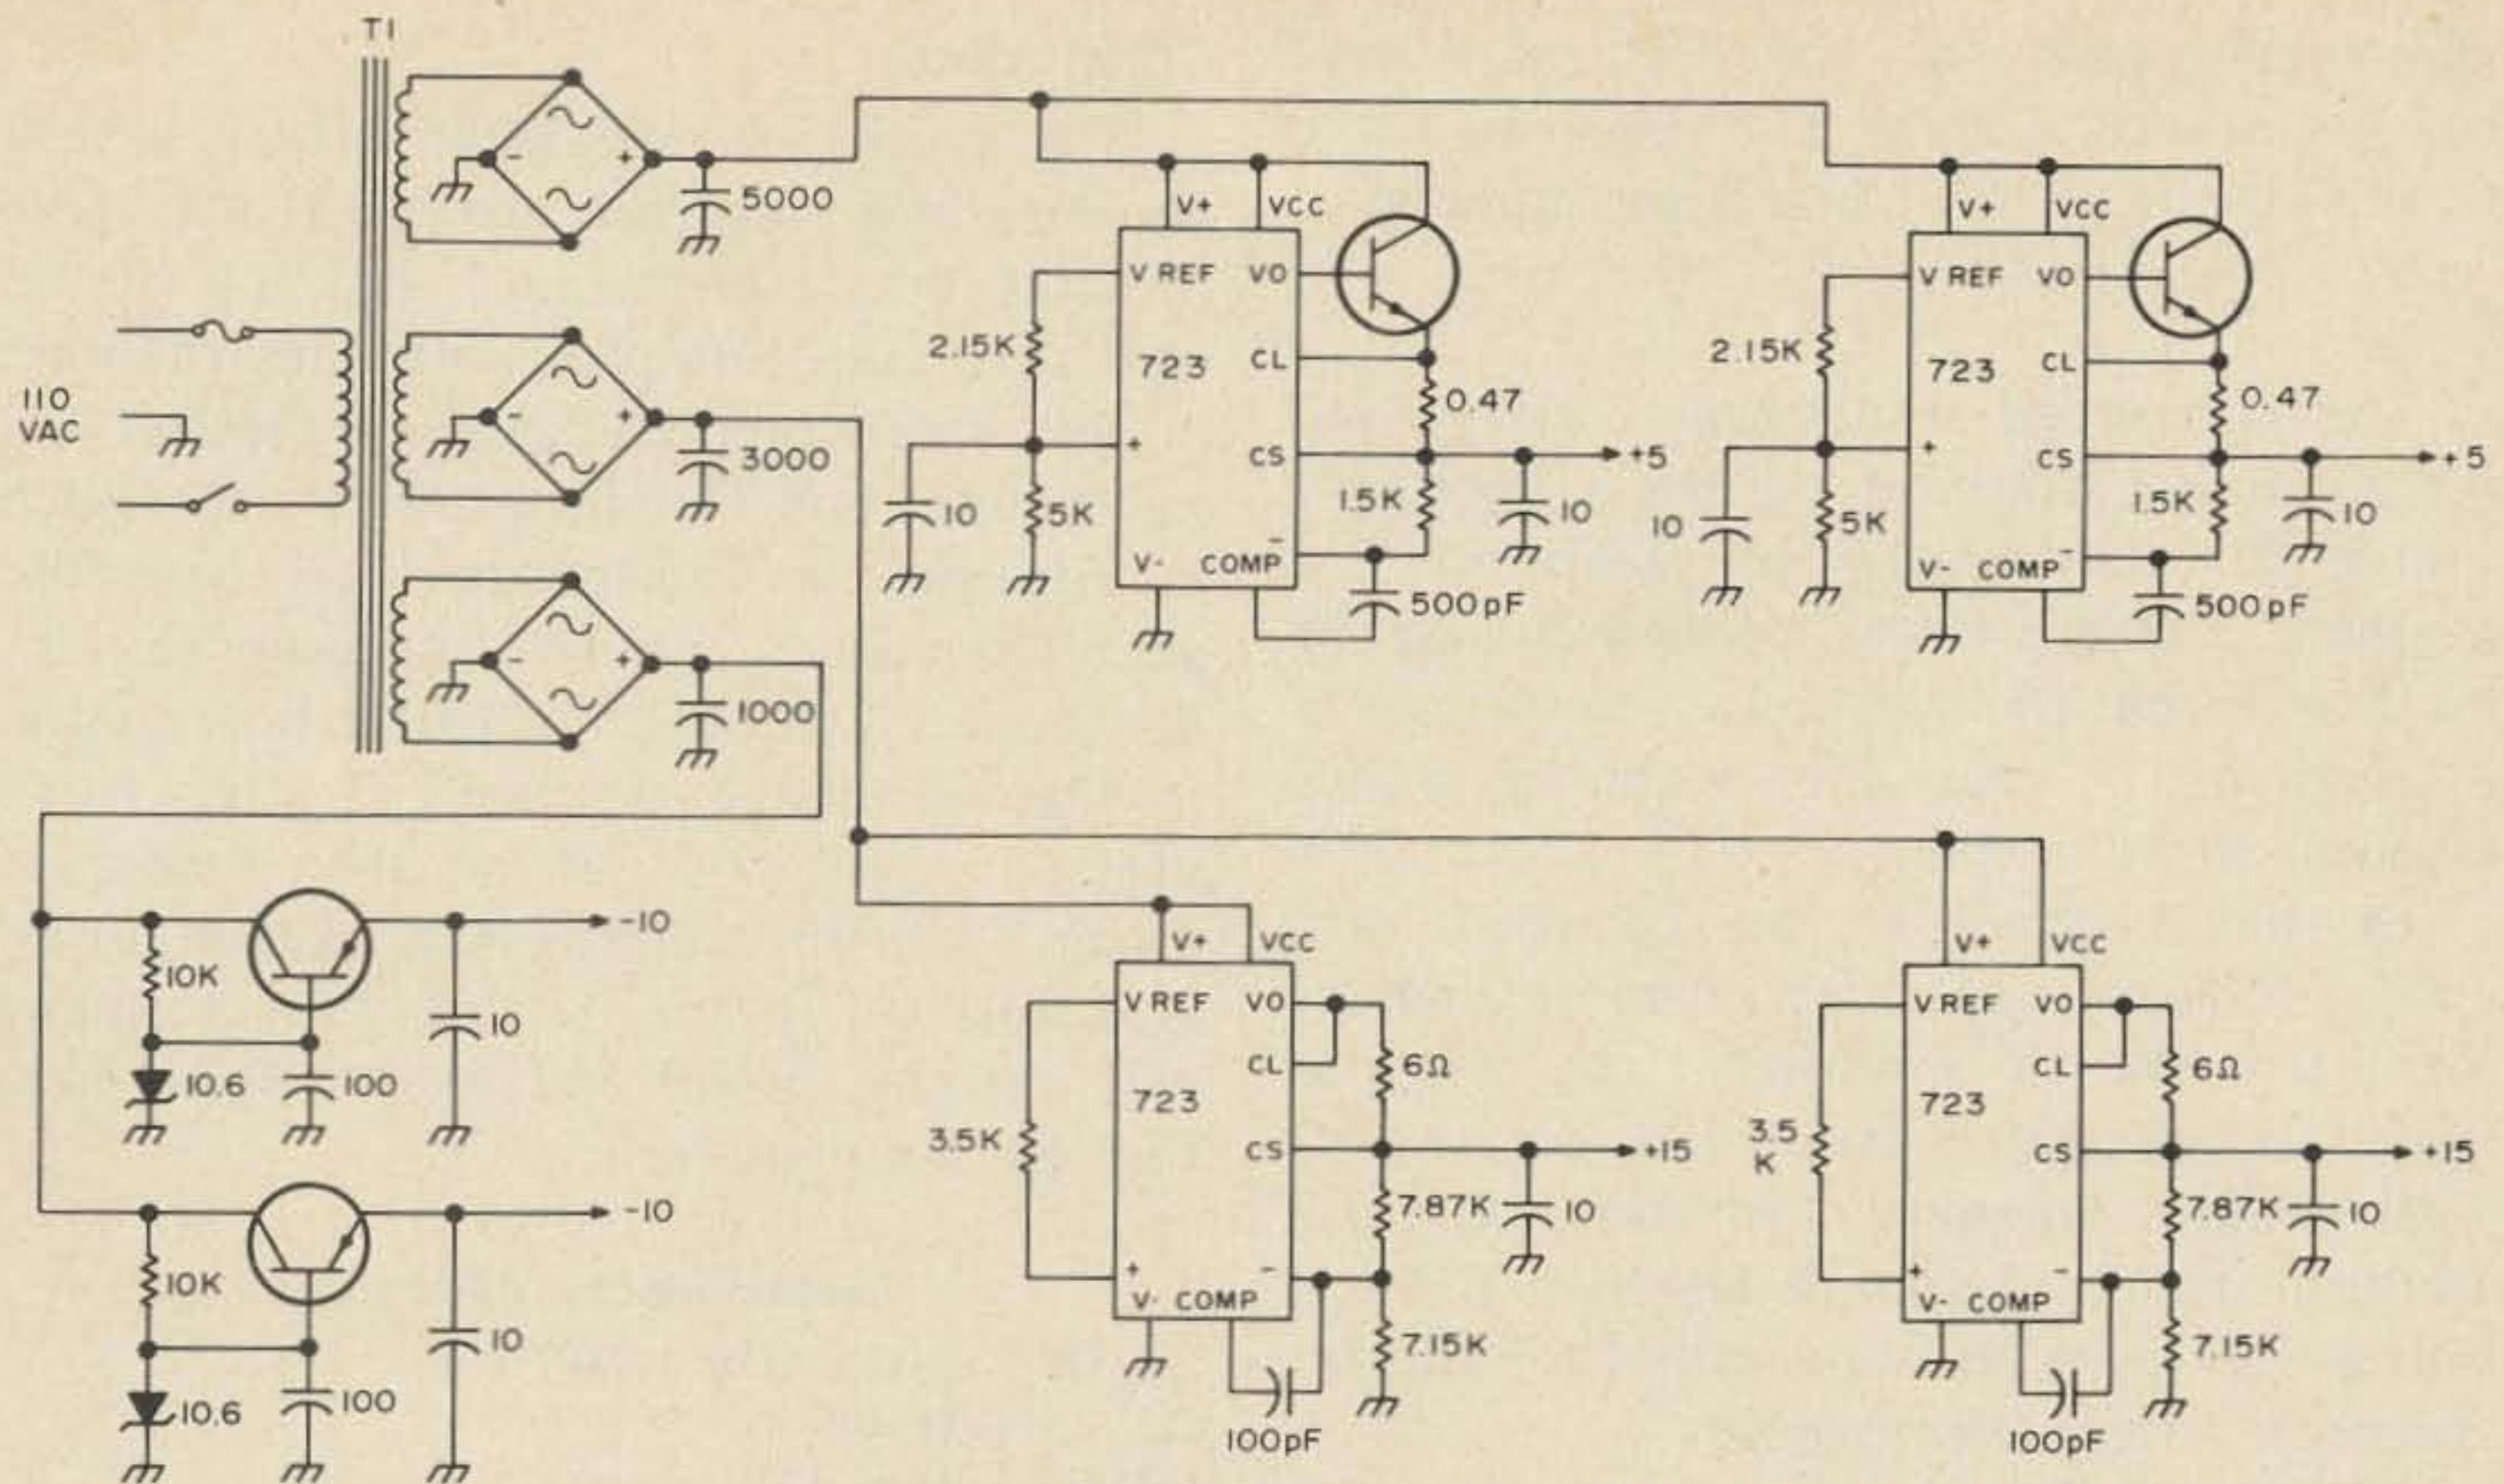 T1
110
VAC
~
~
-
+
5000
~
~
-
+
3000
~
~
-
+
1000
V+
VCC
V REF
VO
723
CL
CS
+
-
V-
COMP
2.15K
10
5K
0.47
+5
1.5K
10
500pF
V+
VCC
V REF
VO
723
CL
CS
+
-
V-
COMP
2.15K
10
5K
0.47
+5
1.5K
10
500pF
-10
10K
10
10.6
100
-10
10K
10
10.6
100
V+
VCC
V REF
VO
723
CL
CS
+
-
V-
COMP
3.5K
6Ω
+15
7.87K
10
7.15K
100pF
V+
VCC
V REF
VO
723
CL
CS
+
-
V-
COMP
3.5
K
6Ω
+15
7.87K
10
7.15K
100pF